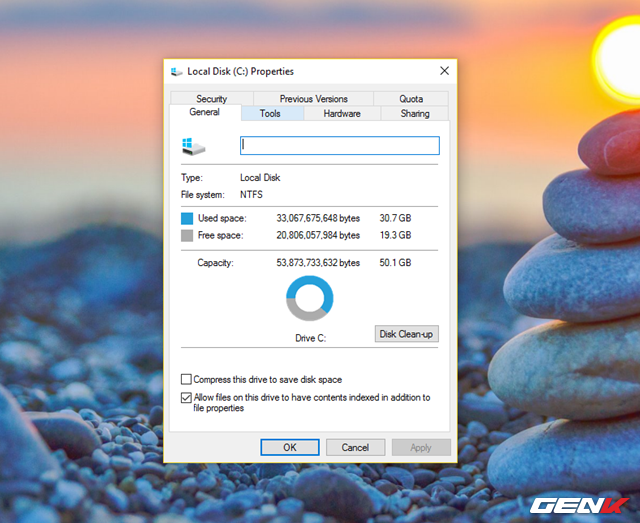 Local Disk (C:) Properties
Security Previous Versions Quota
General Tools Hardware Sharing
Type: Local Disk
File system: NTFS
Used space: 33,067,675,648 bytes 30.7 GB
Free space: 20,806,057,984 bytes 19.3 GB
Capacity: 53,873,733,632 bytes 50.1 GB
Drive C:
Disk Clean-up
Compress this drive to save disk space
Allow files on this drive to have contents indexed in addition to
file properties
OK Cancel Apply
GENK